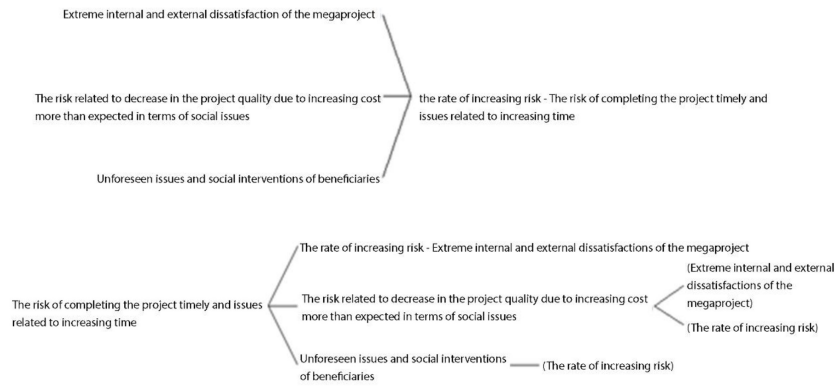 Extreme internal and external dissatisfaction of the megaproject
The risk related to decrease in the project quality due to increasing cost
more than expected in terms of social issues
the rate of increasing risk - The risk of completing the project timely and
issues related to increasing time
Unforeseen issues and social interventions of beneficiaries
The risk of completing the project timely and issues
related to increasing time
The rate of increasing risk - Extreme internal and external dissatisfactions of the megaproject
The risk related to decrease in the project quality due to increasing cost
more than expected in terms of social issues
(Extreme internal and external
dissatisfactions of the
megaproject)
(The rate of increasing risk)
Unforeseen issues and social interventions
of beneficiaries
(The rate of increasing risk)